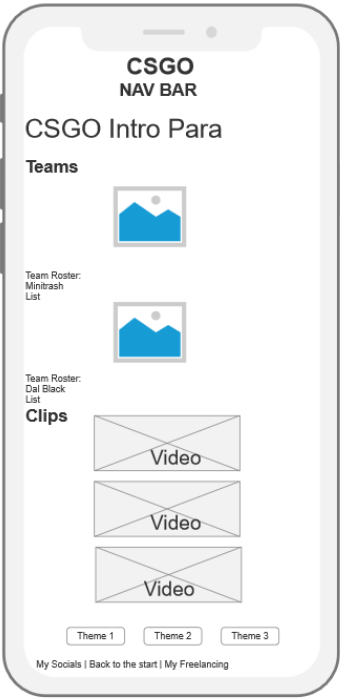 CSGO
NAV BAR
CSGO Intro Para
Teams
Team Roster:
Minitrash
List
Team Roster:
Dal Black
List
Clips
Video
Video
Video
Theme 1 Theme 2 Theme 3
My Socials | Back to the start | My Freelancing